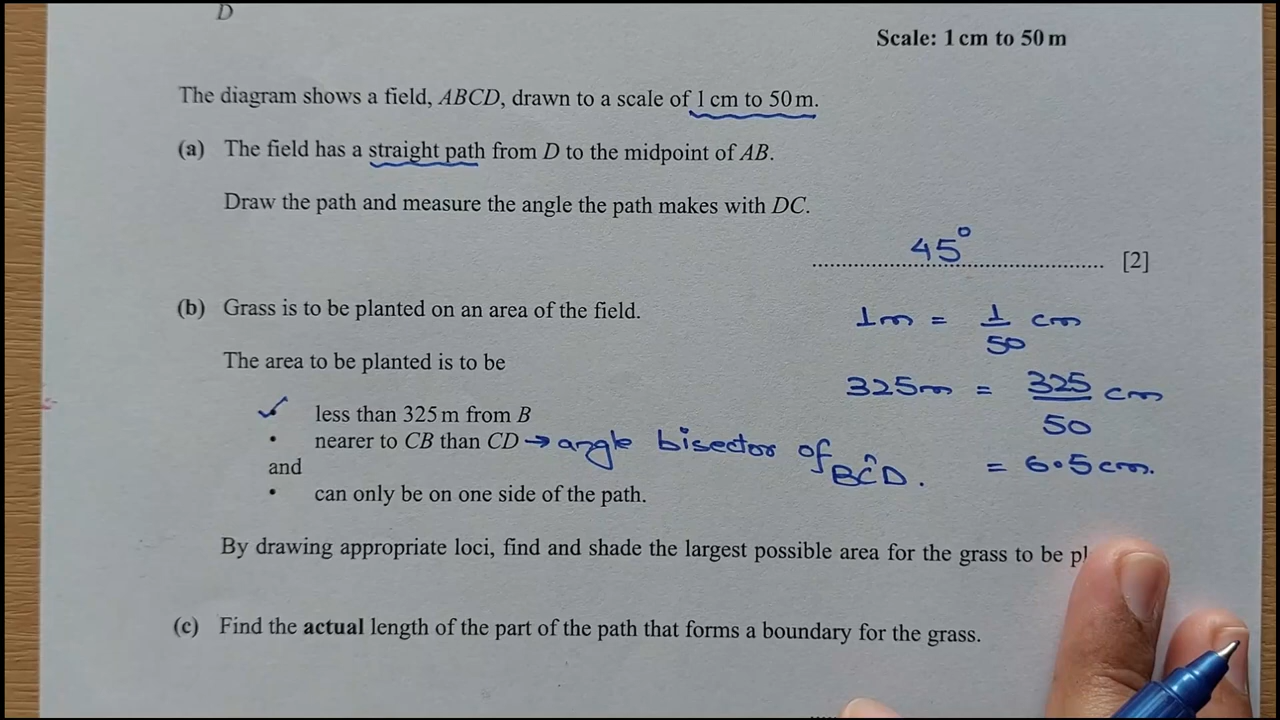 D
Scale: 1 cm to 50 m
The diagram shows a field, ABCD, drawn to a scale of 1 cm to 50 m.
(a) The field has a straight path from D to the midpoint of AB.
Draw the path and measure the angle the path makes with DC.
45° [2]
(b) Grass is to be planted on an area of the field.
1m = 1/50 cm
The area to be planted is to be
325m = 325/50 cm
less than 325 m from B
• nearer to CB than CD → angle bisector of BĈD.
= 6.5cm.
and
• can only be on one side of the path.
By drawing appropriate loci, find and shade the largest possible area for the grass to be
(c) Find the actual length of the part of the path that forms a boundary for the grass.